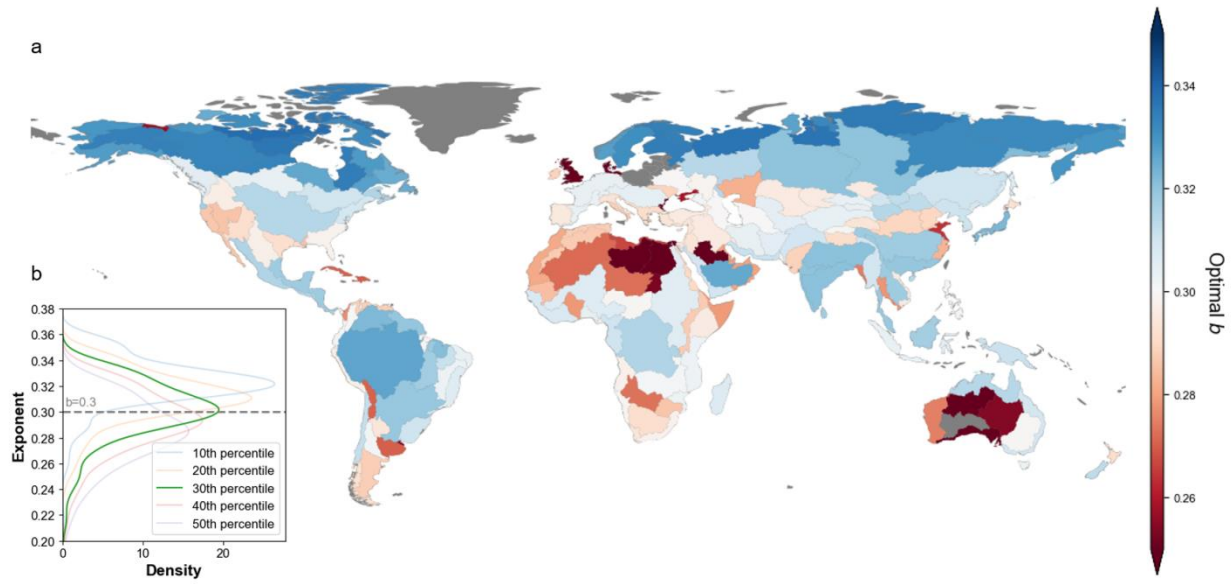 a
0.34
0.32
0.30
0.28
0.26
Optimal b
b
0.38
0.36
0.34
0.32
0.30
0.28
0.26
0.24
0.22
0.20
Exponent
b=0.3
10th percentile
20th percentile
30th percentile
40th percentile
50th percentile
0
10
20
Density